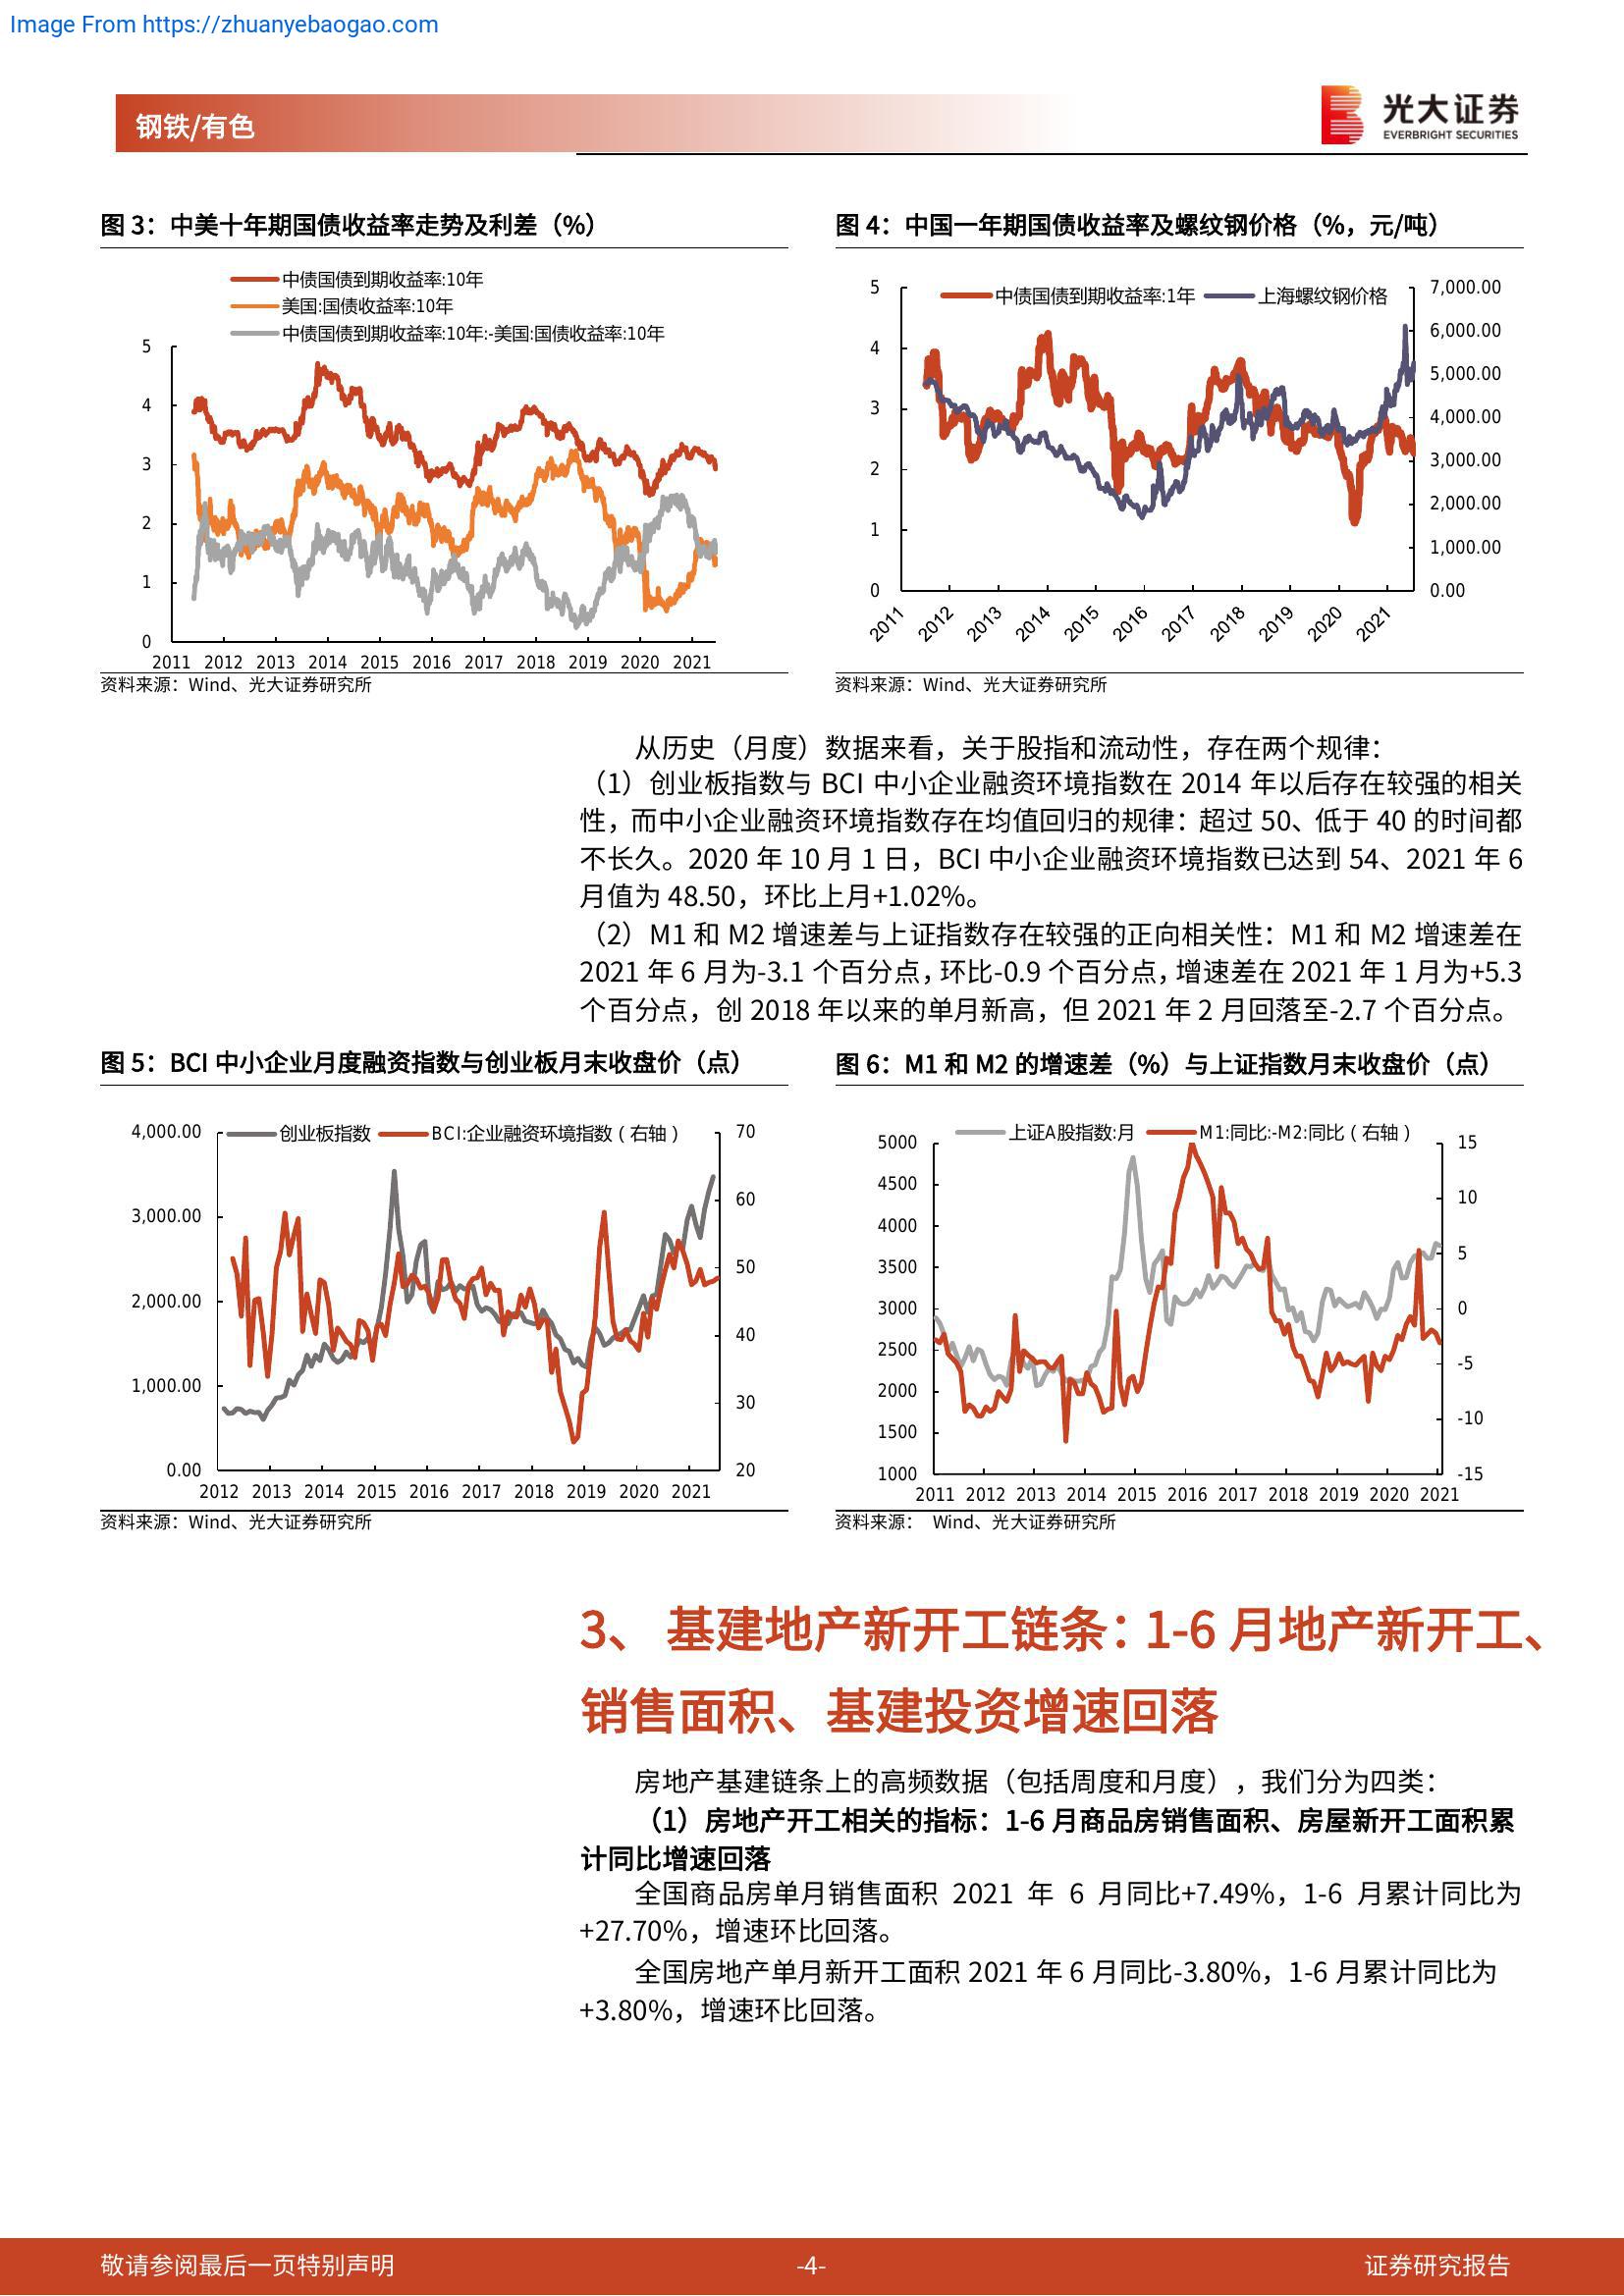 Image From https://zhuanyebaogao.com
钢铁/有色
光大证券
EVERBRIGHT SECURITIES
图 3：中美十年期国债收益率走势及利差（%）
中债国债到期收益率:10年
美国:国债收益率:10年
中债国债到期收益率:10年:-美国:国债收益率:10年
5
4
3
2
1
0
2011 2012 2013 2014 2015 2016 2017 2018 2019 2020 2021
资料来源：Wind、光大证券研究所
图 4：中国一年期国债收益率及螺纹钢价格（%，元/吨）
中债国债到期收益率:1年 上海螺纹钢价格
5
4
3
2
1
0
7,000.00
6,000.00
5,000.00
4,000.00
3,000.00
2,000.00
1,000.00
0.00
2011 2012 2013 2014 2015 2016 2017 2018 2019 2020 2021
资料来源：Wind、光大证券研究所
从历史（月度）数据来看，关于股指和流动性，存在两个规律：
（1）创业板指数与 BCI 中小企业融资环境指数在 2014 年以后存在较强的相关
性，而中小企业融资环境指数存在均值回归的规律：超过 50、低于 40 的时间都
不长久。2020 年 10 月 1 日，BCI 中小企业融资环境指数已达到 54、2021 年 6
月值为 48.50，环比上月+1.02%。
（2）M1 和 M2 增速差与上证指数存在较强的正向相关性：M1 和 M2 增速差在
2021 年 6 月为-3.1 个百分点，环比-0.9 个百分点，增速差在 2021 年 1 月为+5.3
个百分点，创 2018 年以来的单月新高，但 2021 年 2 月回落至-2.7 个百分点。
图 5：BCI 中小企业月度融资指数与创业板月末收盘价（点）
创业板指数 BCI:企业融资环境指数（右轴）
4,000.00
3,000.00
2,000.00
1,000.00
0.00
70
60
50
40
30
20
2012 2013 2014 2015 2016 2017 2018 2019 2020 2021
资料来源：Wind、光大证券研究所
图 6：M1 和 M2 的增速差（%）与上证指数月末收盘价（点）
上证A股指数:月 M1:同比:-M2:同比（右轴）
5000
4500
4000
3500
3000
2500
2000
1500
1000
15
10
5
0
-5
-10
-15
2011 2012 2013 2014 2015 2016 2017 2018 2019 2020 2021
资料来源： Wind、光大证券研究所
3、 基建地产新开工链条：1-6 月地产新开工、
销售面积、基建投资增速回落
房地产基建链条上的高频数据（包括周度和月度），我们分为四类：
（1）房地产开工相关的指标：1-6 月商品房销售面积、房屋新开工面积累
计同比增速回落
全国商品房单月销售面积 2021 年 6 月同比+7.49%，1-6 月累计同比为
+27.70%，增速环比回落。
全国房地产单月新开工面积 2021 年 6 月同比-3.80%，1-6 月累计同比为
+3.80%，增速环比回落。
敬请参阅最后一页特别声明
-4-
证券研究报告